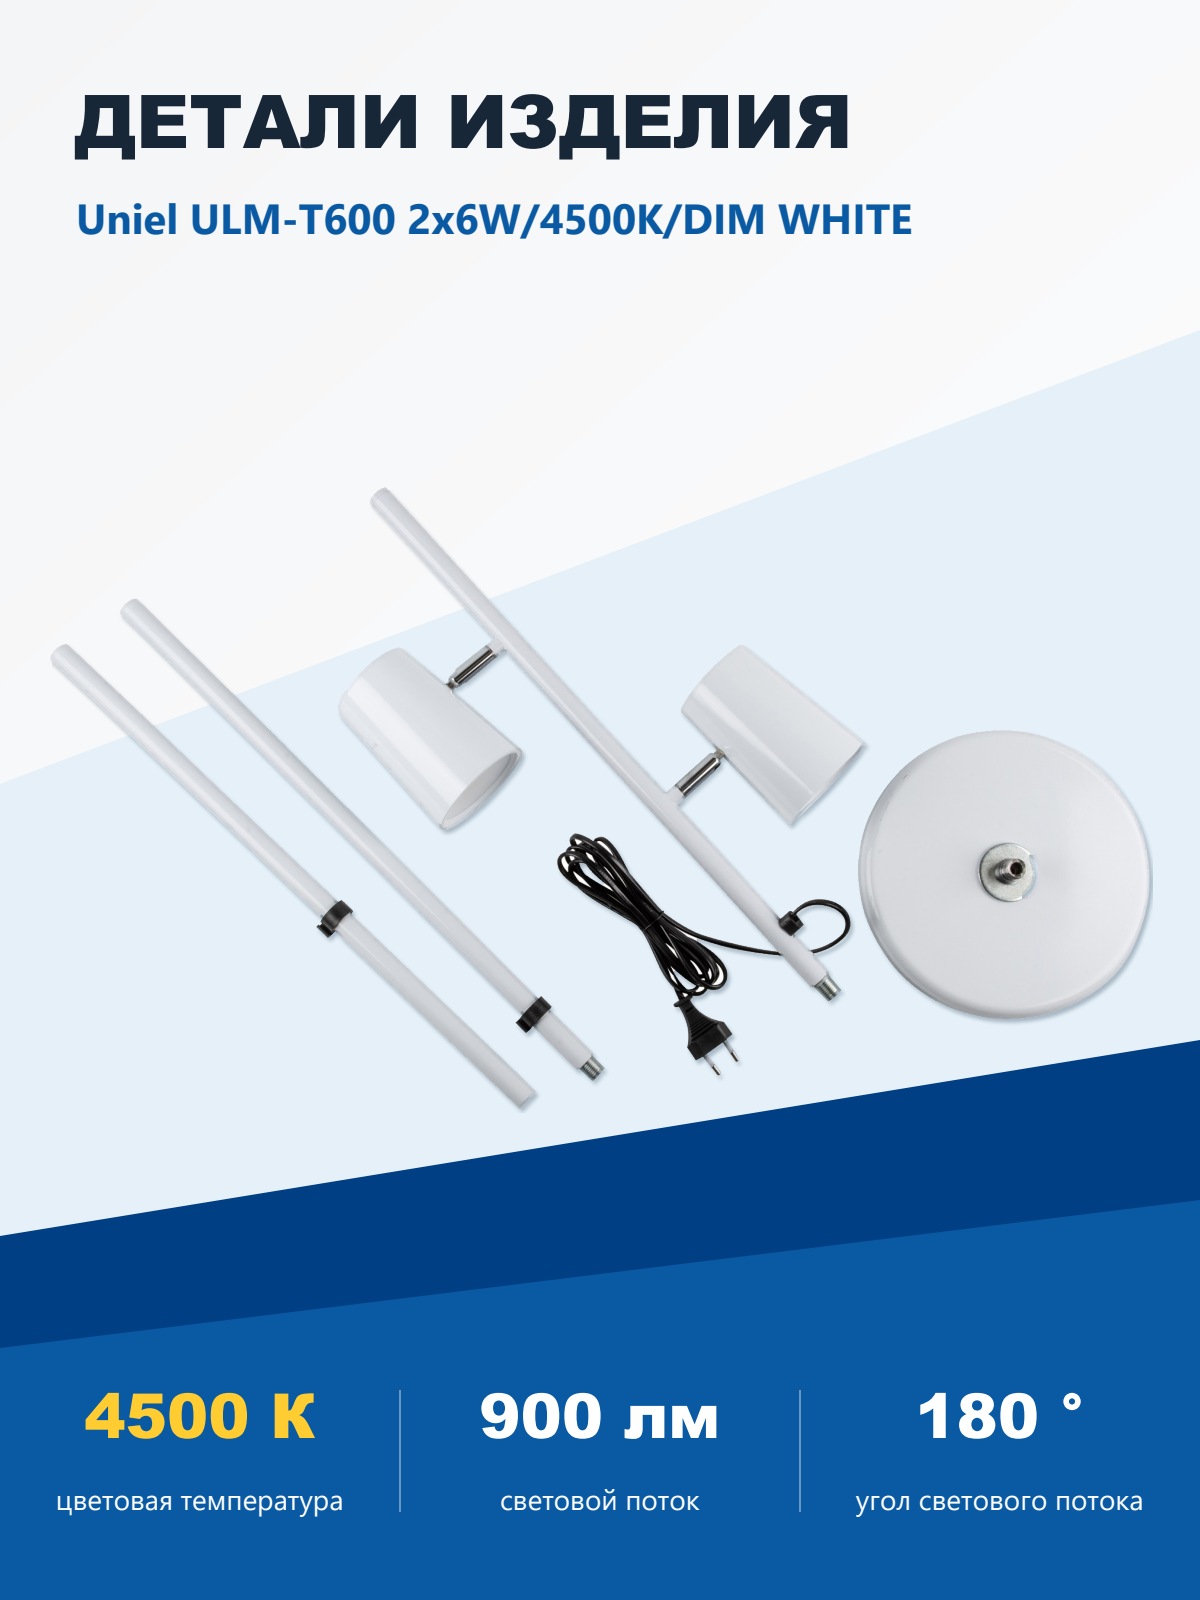 ДЕТАЛИ ИЗДЕЛИЯ
Uniel ULM-T600 2x6W/4500K/DIM WHITE
4500 К
900 лм
180 °
цветовая температура
световой поток
угол светового потока